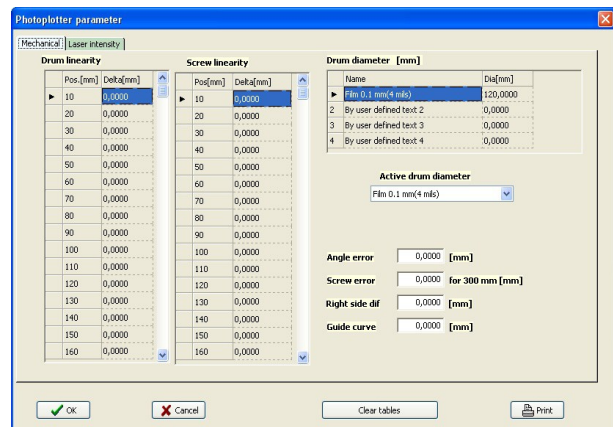 Photoplotter parameter
Mechanical Laser intensity
Drum linearity
Pos.[mm] Delta[mm]
10 0,0000
20 0,0000
30 0,0000
40 0,0000
50 0,0000
60 0,0000
70 0,0000
80 0,0000
90 0,0000
100 0,0000
110 0,0000
120 0,0000
130 0,0000
140 0,0000
150 0,0000
160 0,0000
Screw linearity
Pos[mm] Delta[mm]
10 0,0000
20 0,0000
30 0,0000
40 0,0000
50 0,0000
60 0,0000
70 0,0000
80 0,0000
90 0,0000
100 0,0000
110 0,0000
120 0,0000
130 0,0000
140 0,0000
150 0,0000
160 0,0000
Drum diameter [mm]
Name Dia[mm]
Film 0.1 mm(4 mils) 120,0000
2 By user defined text 2 0,0000
3 By user defined text 3 0,0000
4 By user defined text 4 0,0000
Active drum diameter
Film 0.1 mm(4 mils)
Angle error 0,0000 [mm]
Screw error 0,0000 for 300 mm [mm]
Right side dif 0,0000 [mm]
Guide curve 0,0000 [mm]
OK Cancel Clear tables Print